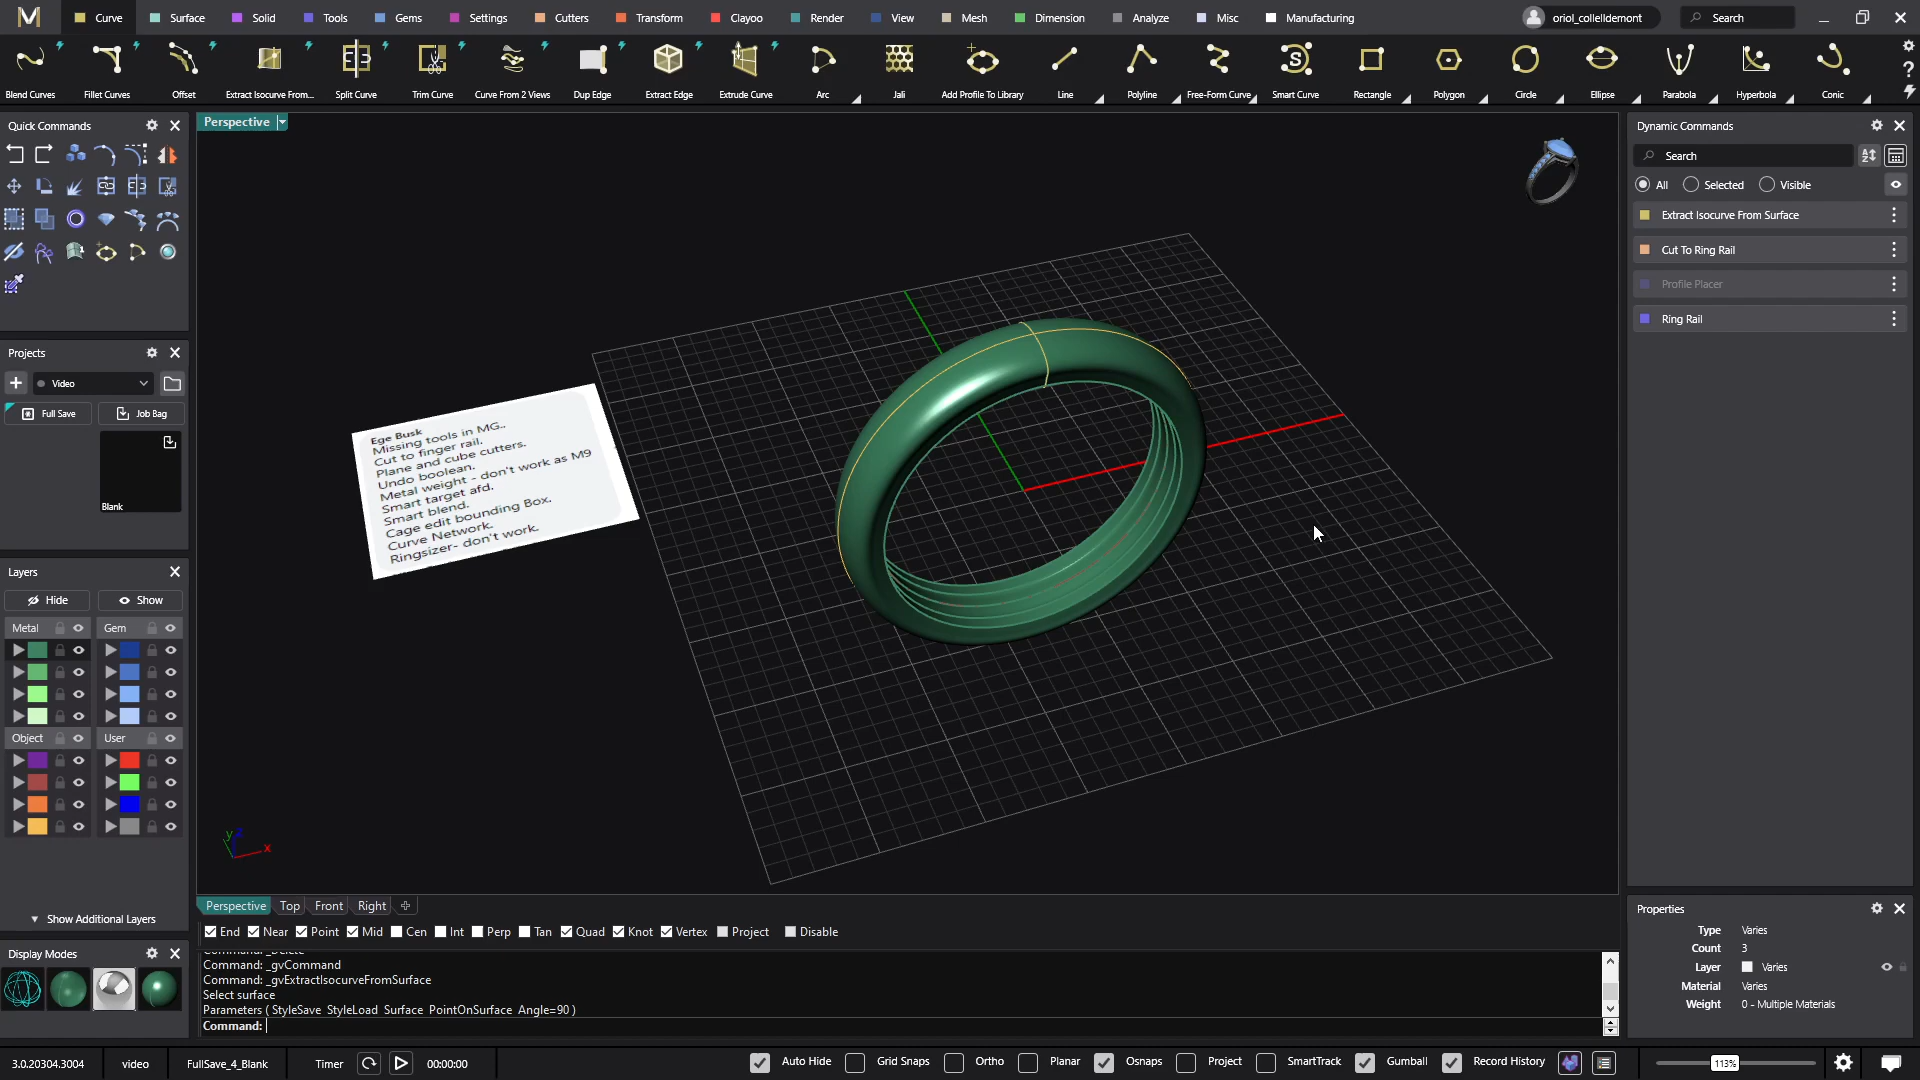 Curve Surface Solid Tools Gems Settings Cutters Transform Clayoo Render View Mesh Dimension Analyze Misc Manufacturing oriol_collelldemont Search
Blend Curves Fillet Curves Offset Extract Isocurve From... Split Curve Trim Curve Curve From 2 Views Dup Edge Extract Edge Extrude Curve Arc Jali Add Profile To Library Line Polyline Free-Form Curve Smart Curve Rectangle Polygon Circle Ellipse Parabola Hyperbola Conic
Quick Commands
Projects
Video
Full Save Job Bag
Blank
Layers
Hide Show
Metal Gem
Object User
Show Additional Layers
Display Modes
Perspective
Ege Busk
Missing tools in MG..
Cut to finger rail.
Plane and cube cutters.
Undo boolean.
Metal weight - don't work as M9
Smart target afd.
Smart blend.
Cage edit bounding Box.
Curve Network.
Ringsizer- don't work.
y z x
Perspective Top Front Right
End Near Point Mid Cen Int Perp Tan Quad Knot Vertex Project Disable
Command: _Delete
Command: _gvCommand
Command: _gvExtractIsocurveFromSurface
Select surface
Parameters ( StyleSave StyleLoad Surface PointOnSurface Angle=90 )
Command:
Dynamic Commands
Search
All Selected Visible
Extract Isocurve From Surface
Cut To Ring Rail
Profile Placer
Ring Rail
Properties
Type Varies
Count 3
Layer Varies
Material Varies
Weight 0 - Multiple Materials
3.0.20304.3004 video FullSave_4_Blank Timer 00:00:00 Auto Hide Grid Snaps Ortho Planar Osnaps Project SmartTrack Gumball Record History 113%